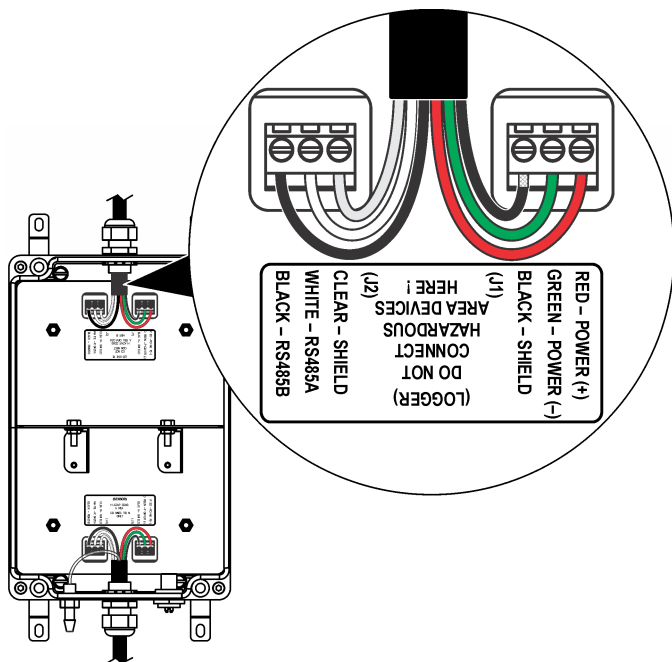 RED – POWER (+)
GREEN – POWER (–)
BLACK – SHIELD
(J1)
(LOGGER)
DO NOT
CONNECT
HAZARDOUS
AREA DEVICES
HERE !
(J2)
CLEAR – SHIELD
WHITE – RS485A
BLACK – RS485B
(SENSOR)